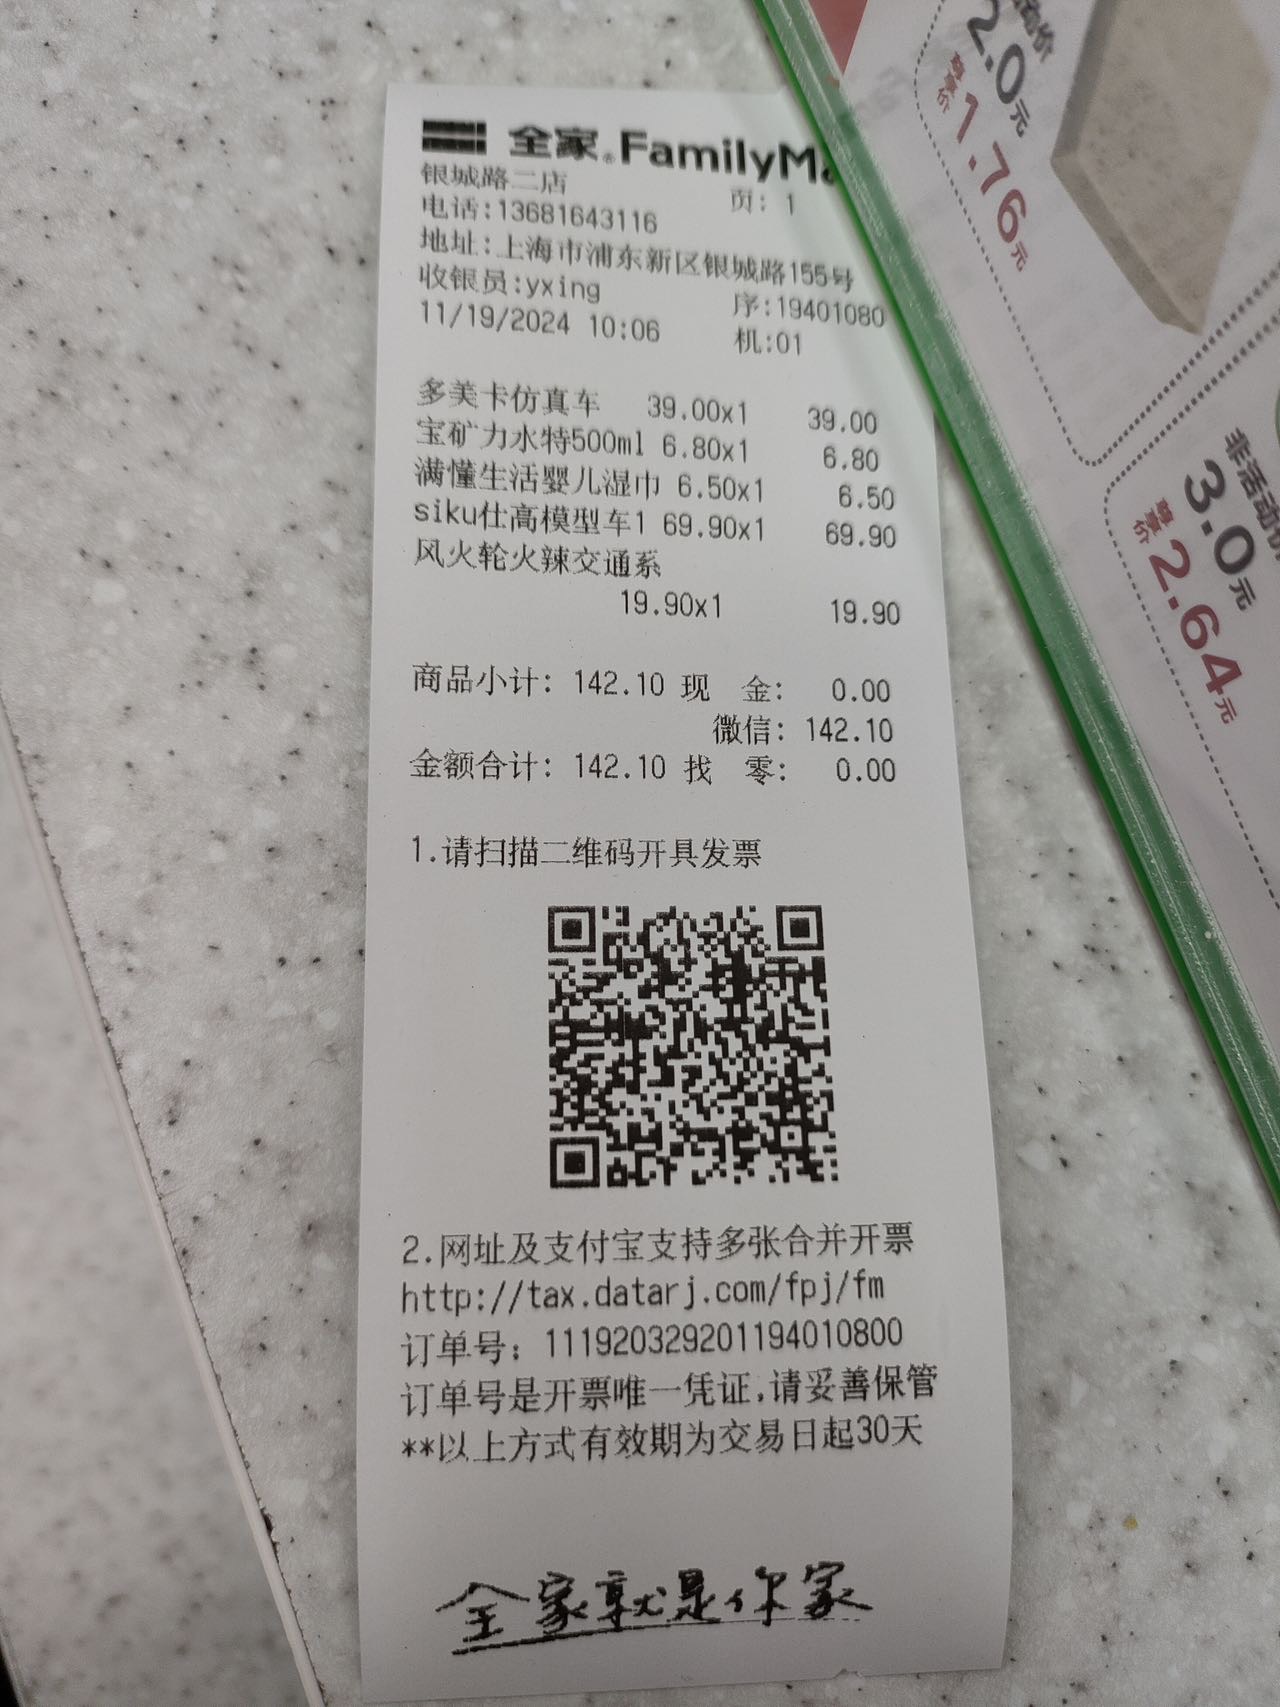 全家®FamilyMa
银城路二店 页: 1
电话:13681643116
地址:上海市浦东新区银城路155号
收银员:yxing 序:19401080
11/19/2024 10:06 机:01
多美卡仿真车 39.00x1 39.00
宝矿力水特500ml 6.80x1 6.80
满懂生活婴儿湿巾 6.50x1 6.50
siku仕高模型车1 69.90x1 69.90
风火轮火辣交通系
19.90x1 19.90
商品小计: 142.10 现 金: 0.00
微信: 142.10
金额合计: 142.10 找 零: 0.00
1.请扫描二维码开具发票
2.网址及支付宝支持多张合并开票
http://tax.datarj.com/fpj/fm
订单号: 111920329201194010800
订单号是开票唯一凭证,请妥善保管
**以上方式有效期为交易日起30天
全家就是你家
2.0元
尊享价 1.76元
非活动价
3.0元
尊享价 2.64元